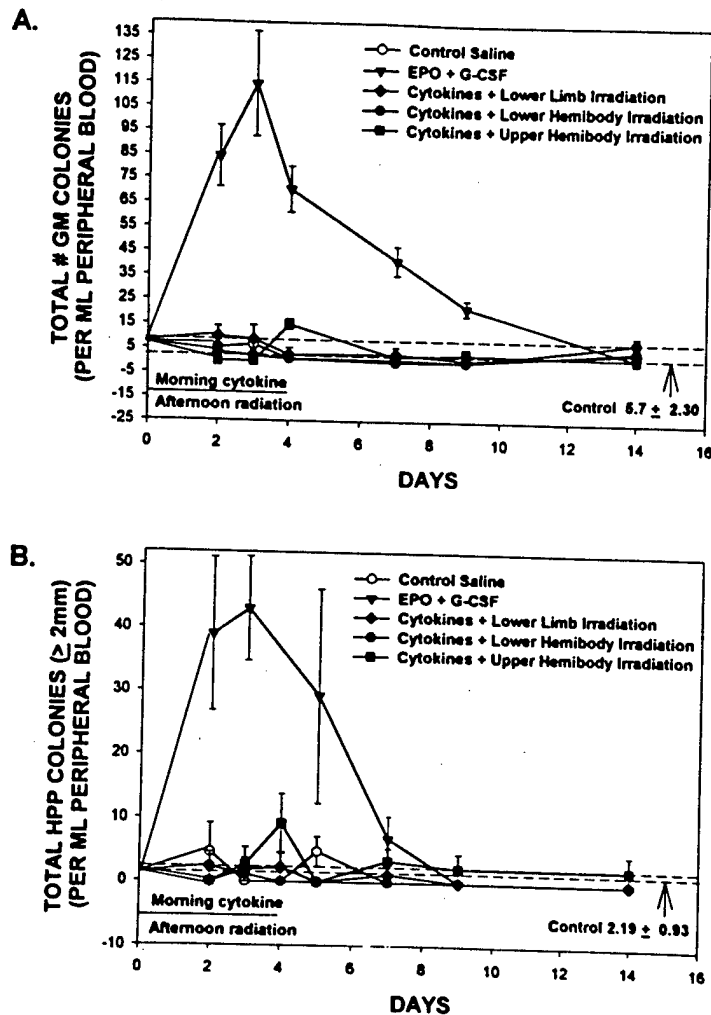 A.
TOTAL # GM COLONIES
(PER ML PERIPHERAL BLOOD)
135
125
115
105
95
85
75
65
55
45
35
25
15
5
-5
-15
-25
Control Saline
EPO + G-CSF
Cytokines + Lower Limb Irradiation
Cytokines + Lower Hemibody Irradiation
Cytokines + Upper Hemibody Irradiation
Morning cytokine
Afternoon radiation
Control 5.7 ± 2.30
0 2 4 6 8 10 12 14 16
DAYS
B.
TOTAL HPP COLONIES (≥ 2mm)
(PER ML PERIPHERAL BLOOD)
50
40
30
20
10
0
-10
Control Saline
EPO + G-CSF
Cytokines + Lower Limb Irradiation
Cytokines + Lower Hemibody Irradiation
Cytokines + Upper Hemibody Irradiation
Morning cytokine
Afternoon radiation
Control 2.19 ± 0.93
0 2 4 6 8 10 12 14 16
DAYS